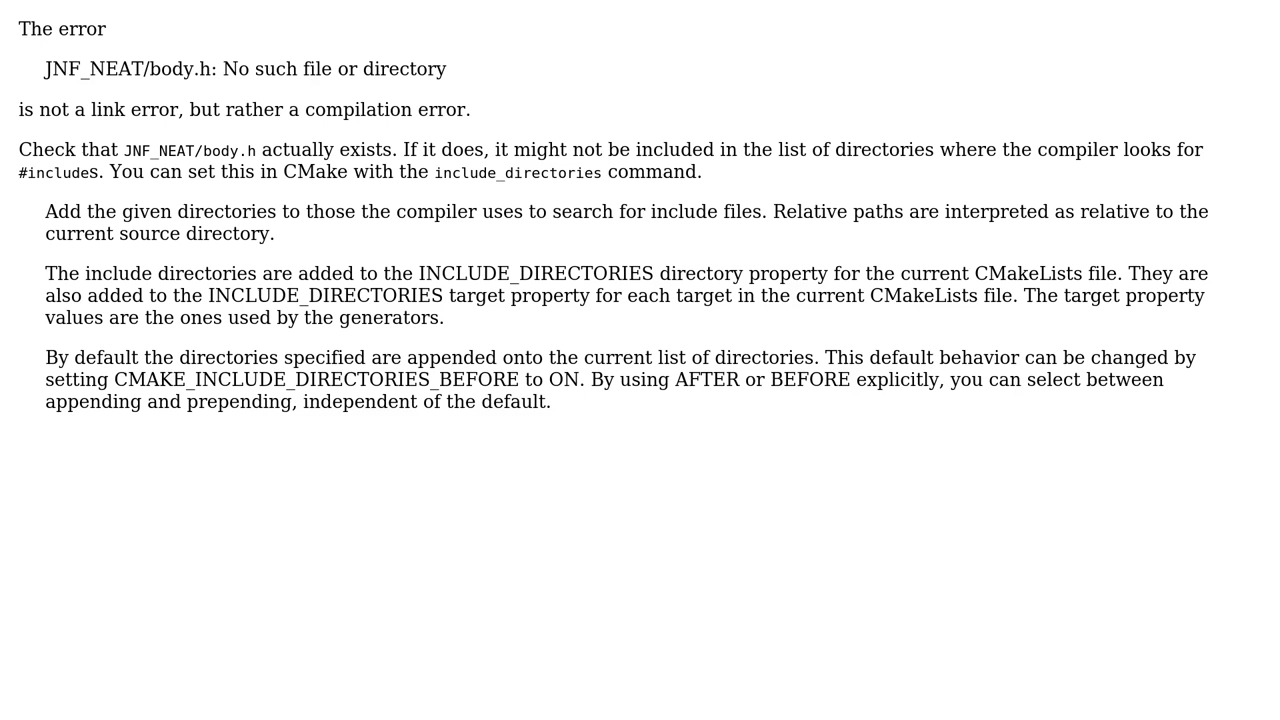 The error
JNF_NEAT/body.h: No such file or directory
is not a link error, but rather a compilation error.
Check that JNF_NEAT/body.h actually exists. If it does, it might not be included in the list of directories where the compiler looks for
#includes. You can set this in CMake with the include_directories command.
Add the given directories to those the compiler uses to search for include files. Relative paths are interpreted as relative to the
current source directory.
The include directories are added to the INCLUDE_DIRECTORIES directory property for the current CMakeLists file. They are
also added to the INCLUDE_DIRECTORIES target property for each target in the current CMakeLists file. The target property
values are the ones used by the generators.
By default the directories specified are appended onto the current list of directories. This default behavior can be changed by
setting CMAKE_INCLUDE_DIRECTORIES_BEFORE to ON. By using AFTER or BEFORE explicitly, you can select between
appending and prepending, independent of the default.